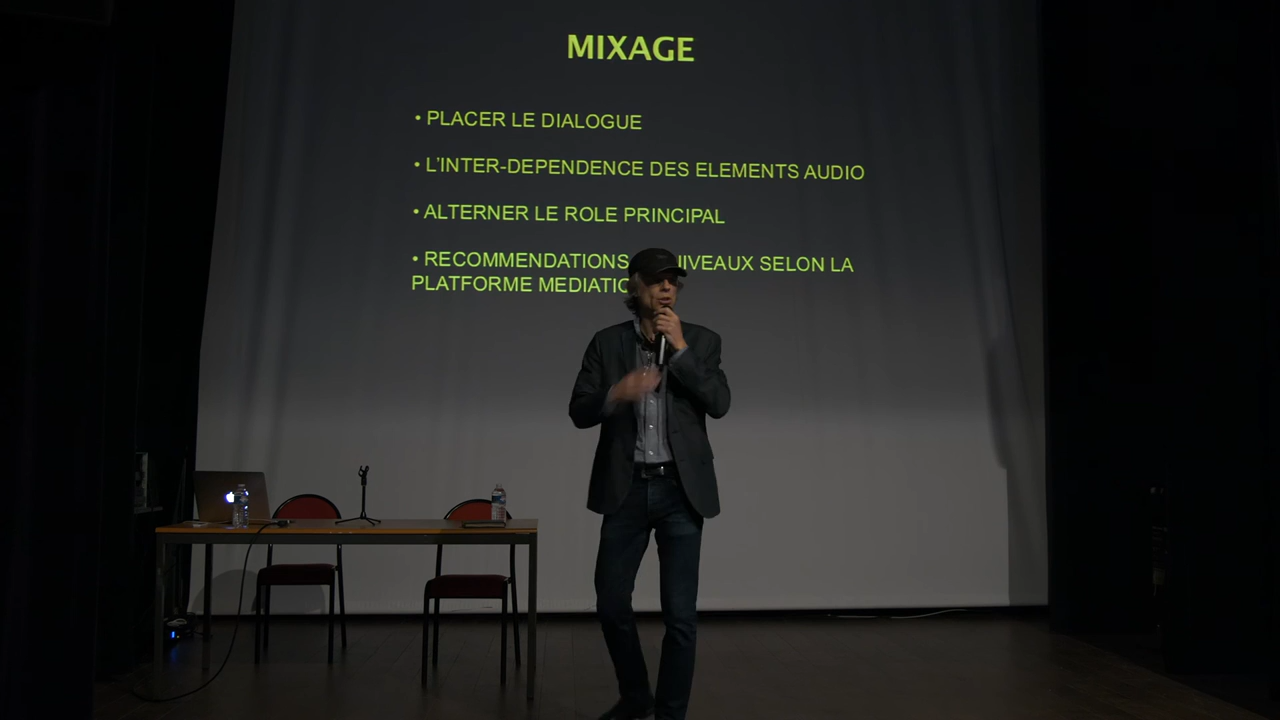 MIXAGE
• PLACER LE DIALOGUE
• L'INTER-DEPENDENCE DES ELEMENTS AUDIO
• ALTERNER LE ROLE PRINCIPAL
• RECOMMENDATIONS SELON LA
PLATFORME